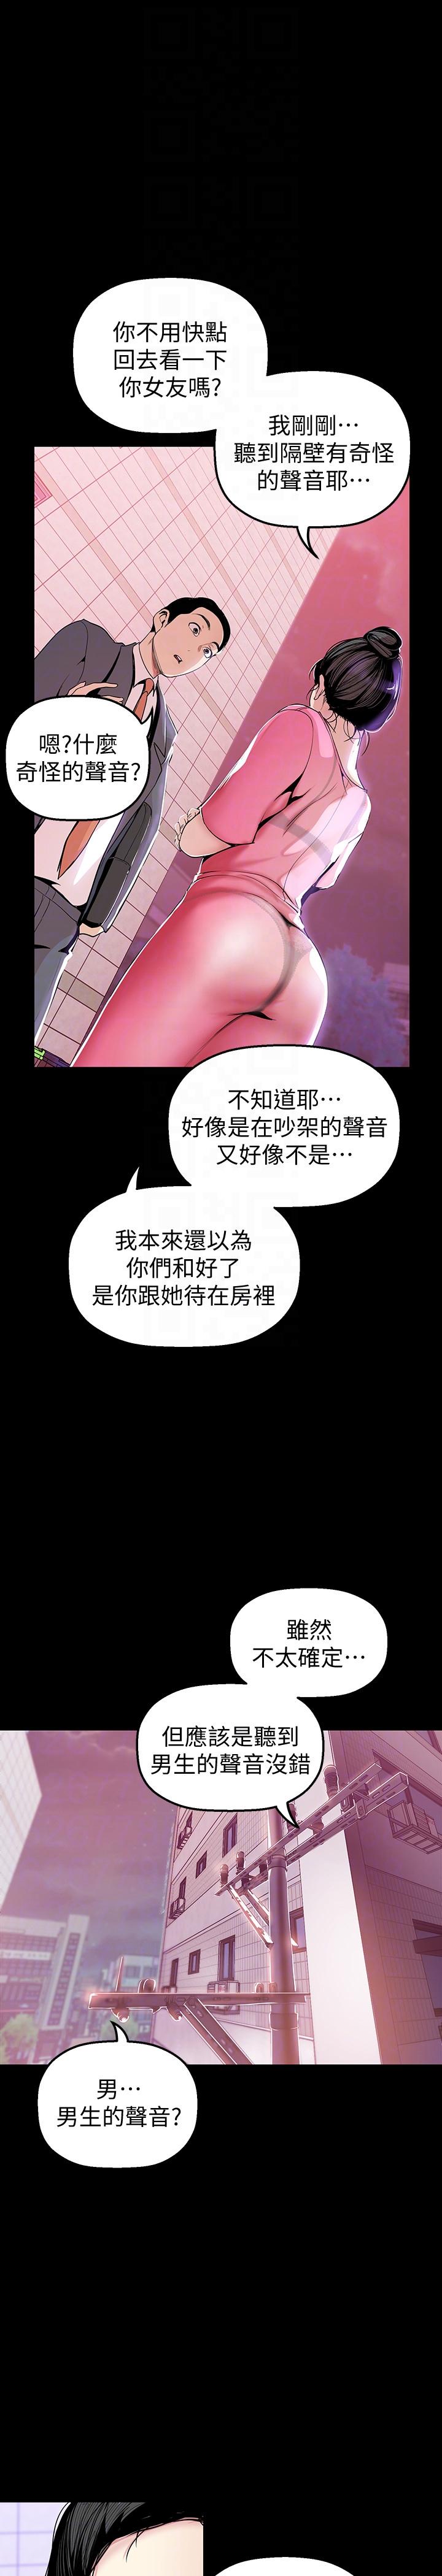 你不用快點
回去看一下
你女友嗎?
我剛剛⋯
聽到隔壁有奇怪
的聲音耶⋯
嗯?什麼
奇怪的聲音?
不知道耶⋯
好像是在吵架的聲音
又好像不是⋯
我本來還以為
你們和好了
是你跟她待在房裡
雖然
不太確定⋯
但應該是聽到
男生的聲音沒錯
男⋯
男生的聲音?